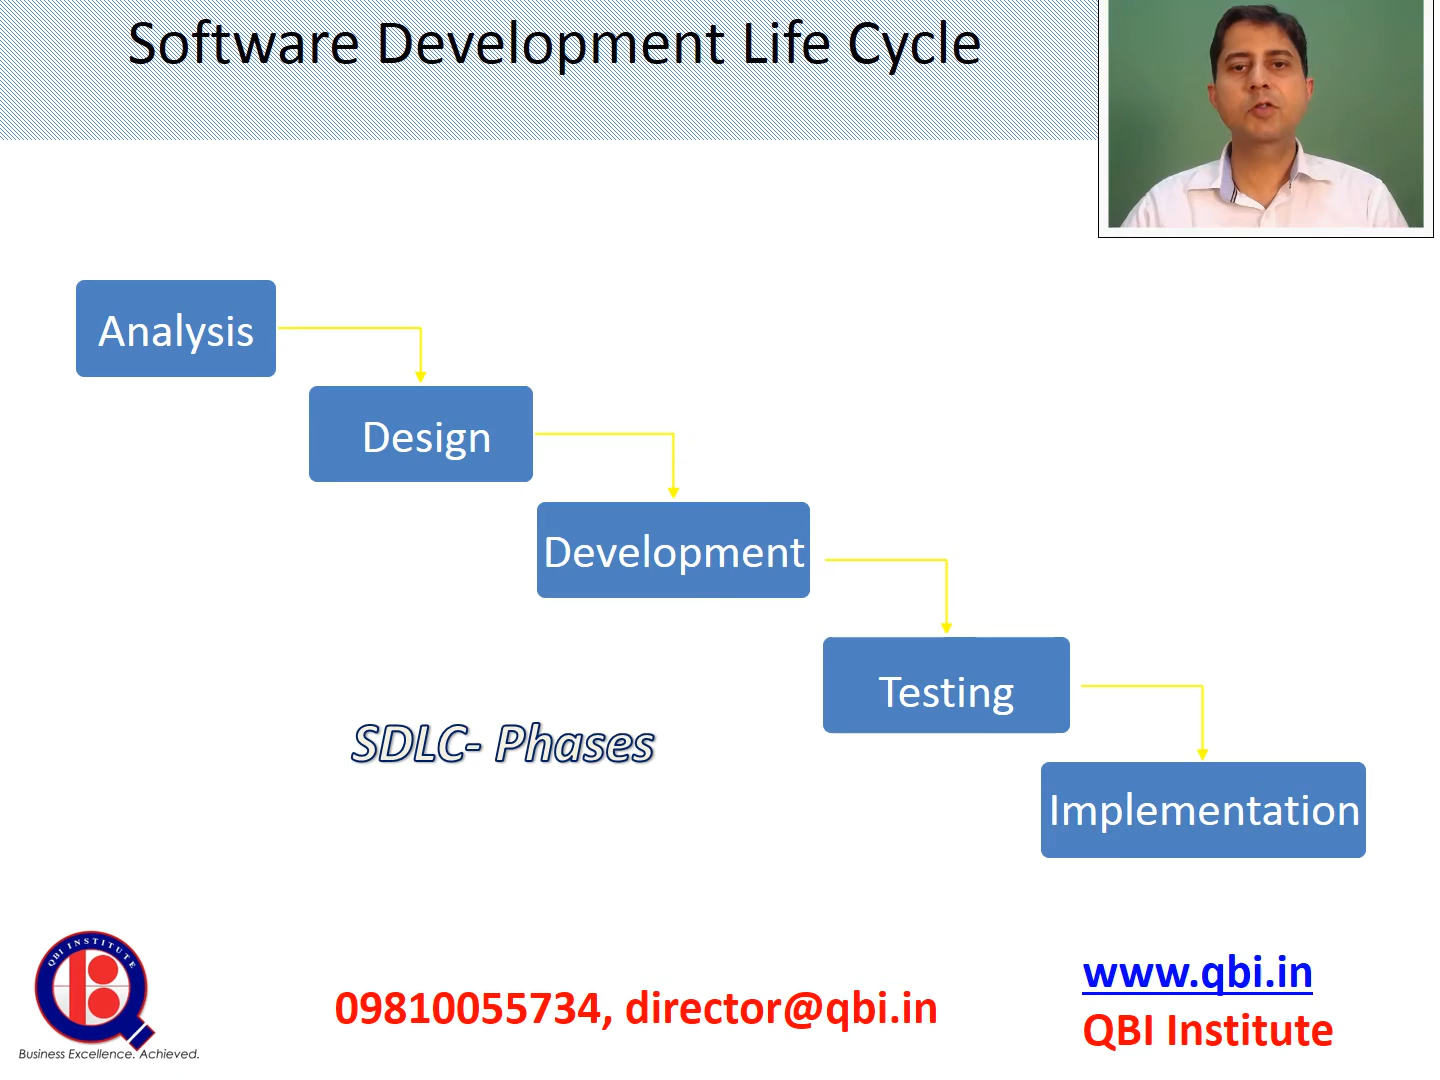 Software Development Life Cycle
Analysis
Design
Development
Testing
SDLC- Phases
Implementation
QBI INSTITUTE
Business Excellence. Achieved.
09810055734, director@qbi.in
www.qbi.in
QBI Institute